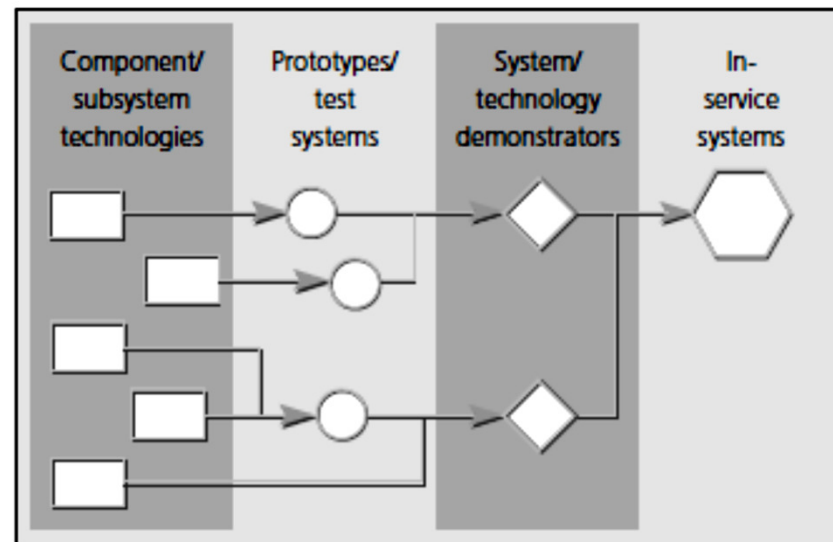 Component/
subsystem
technologies
Prototypes/
test
systems
System/
technology
demonstrators
In-
service
systems